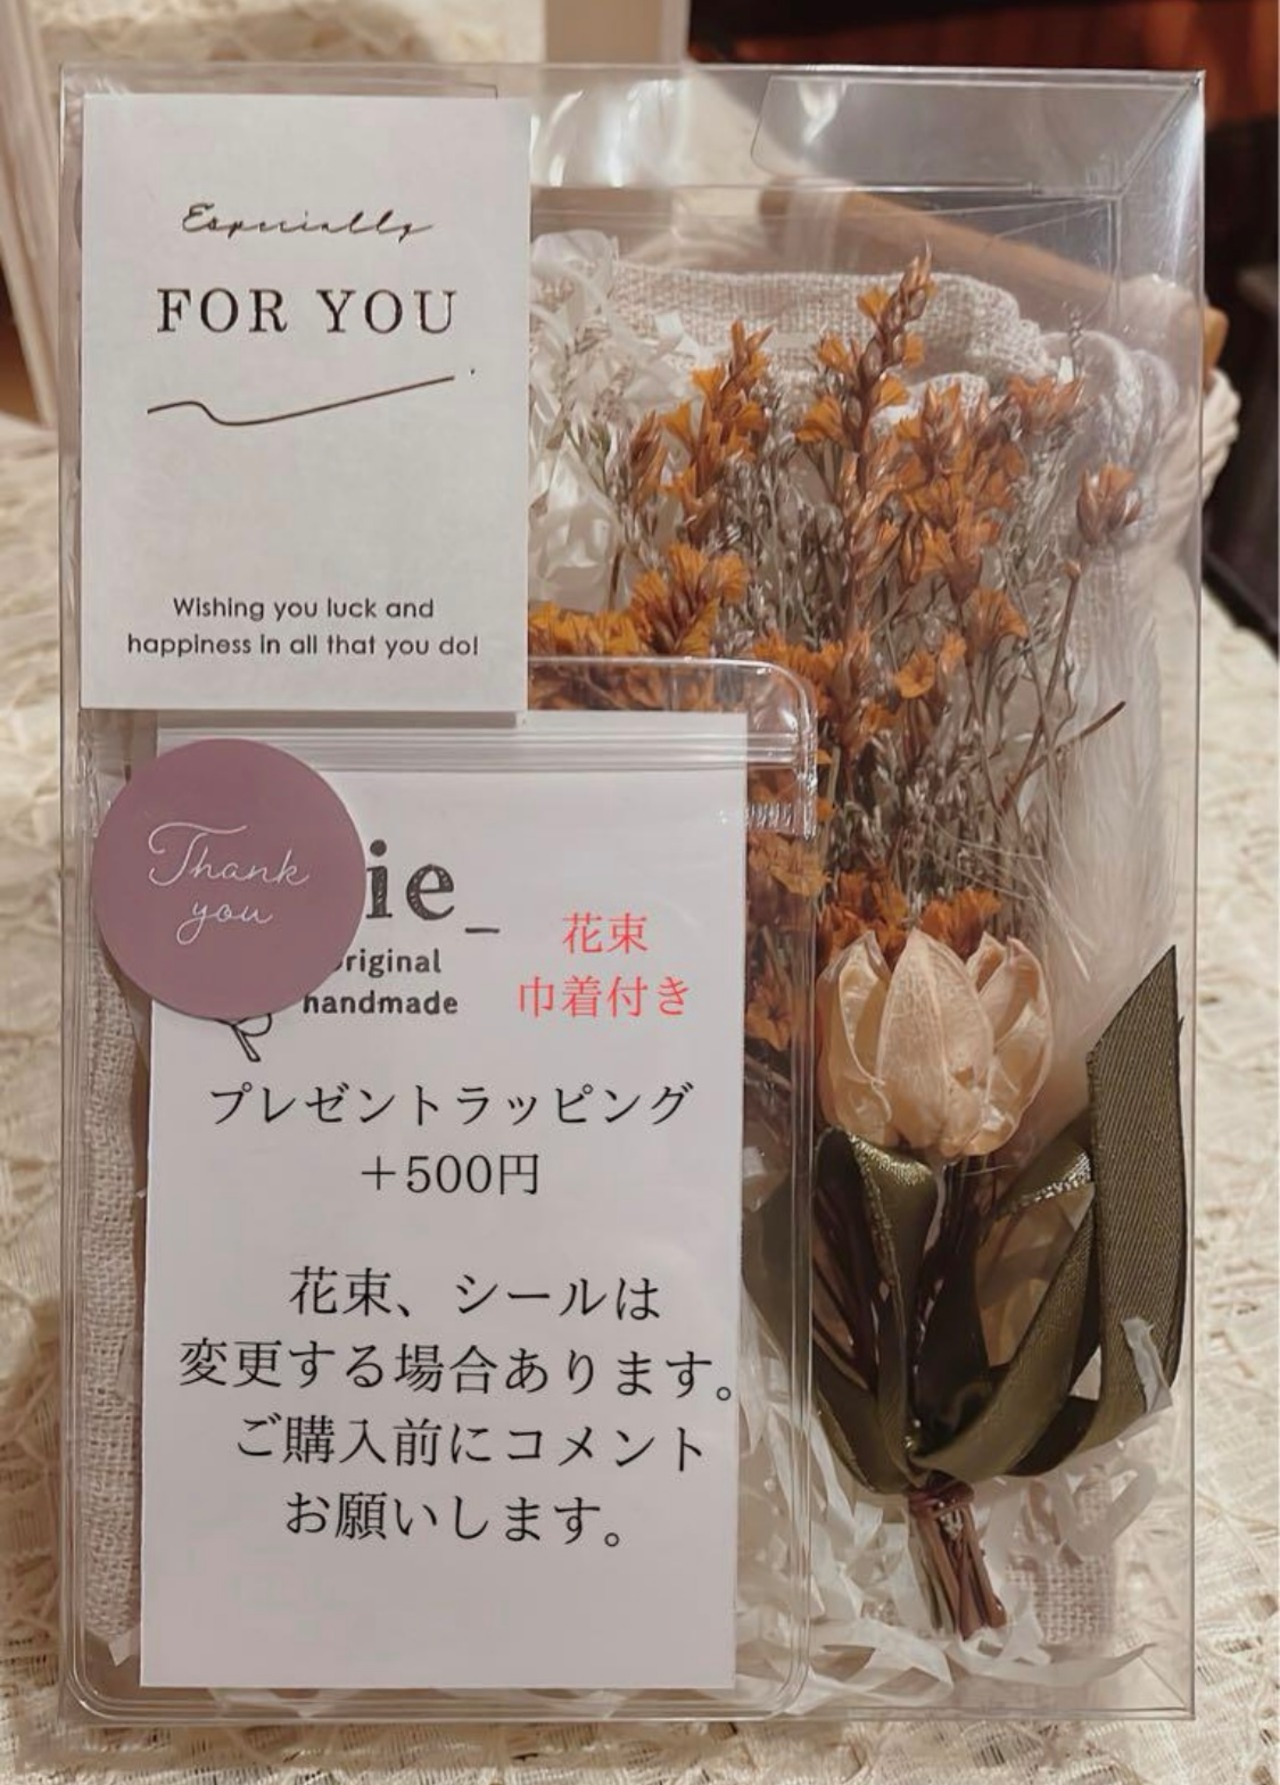 Especially
FOR YOU
Wishing you luck and
happiness in all that you do!
Thank
you
ie_
riginal
handmade
花束
巾着付き
プレゼントラッピング
＋500円
花束、シールは
変更する場合あります。
ご購入前にコメント
お願いします。